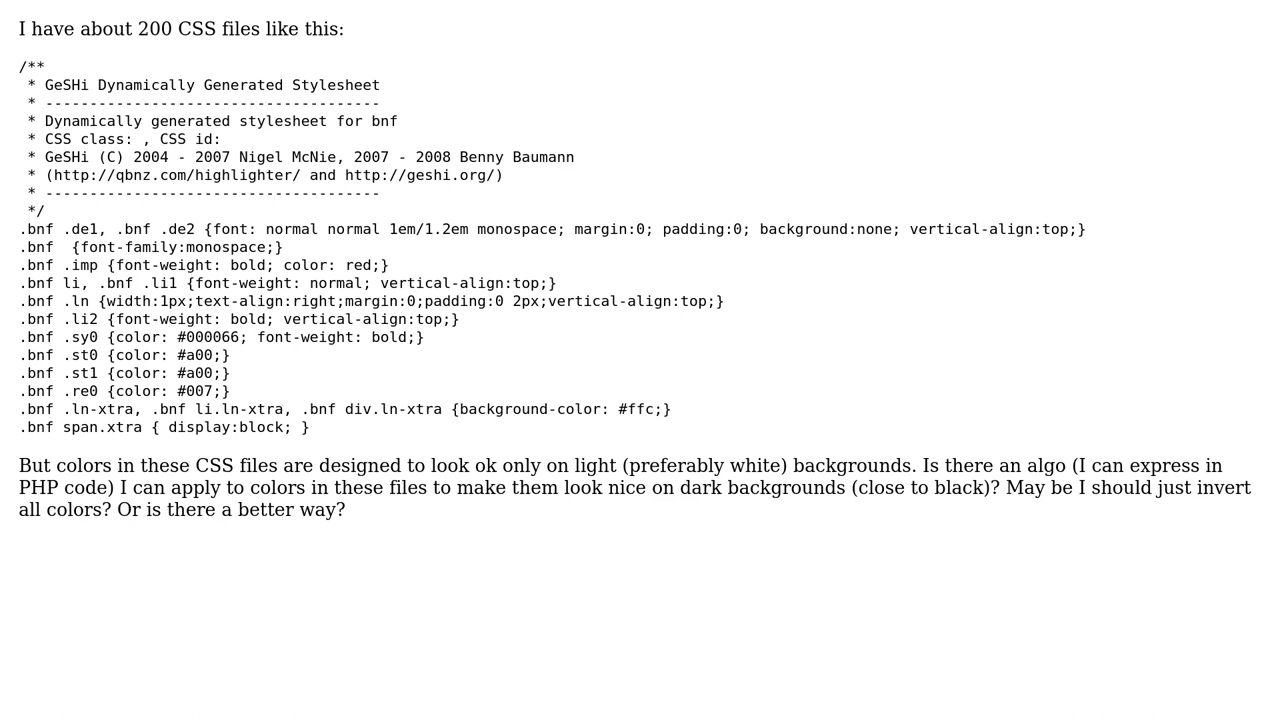 I have about 200 CSS files like this:
/**
 * GeSHi Dynamically Generated Stylesheet
 * --------------------------------------
 * Dynamically generated stylesheet for bnf
 * CSS class: , CSS id:
 * GeSHi (C) 2004 - 2007 Nigel McNie, 2007 - 2008 Benny Baumann
 * (http://qbnz.com/highlighter/ and http://geshi.org/)
 * --------------------------------------
 */
.bnf .de1, .bnf .de2 {font: normal normal 1em/1.2em monospace; margin:0; padding:0; background:none; vertical-align:top;}
.bnf  {font-family:monospace;}
.bnf .imp {font-weight: bold; color: red;}
.bnf li, .bnf .li1 {font-weight: normal; vertical-align:top;}
.bnf .ln {width:1px;text-align:right;margin:0;padding:0 2px;vertical-align:top;}
.bnf .li2 {font-weight: bold; vertical-align:top;}
.bnf .sy0 {color: #000066; font-weight: bold;}
.bnf .st0 {color: #a00;}
.bnf .st1 {color: #a00;}
.bnf .re0 {color: #007;}
.bnf .ln-xtra, .bnf li.ln-xtra, .bnf div.ln-xtra {background-color: #ffc;}
.bnf span.xtra { display:block; }
But colors in these CSS files are designed to look ok only on light (preferably white) backgrounds. Is there an algo (I can express in
PHP code) I can apply to colors in these files to make them look nice on dark backgrounds (close to black)? May be I should just invert
all colors? Or is there a better way?